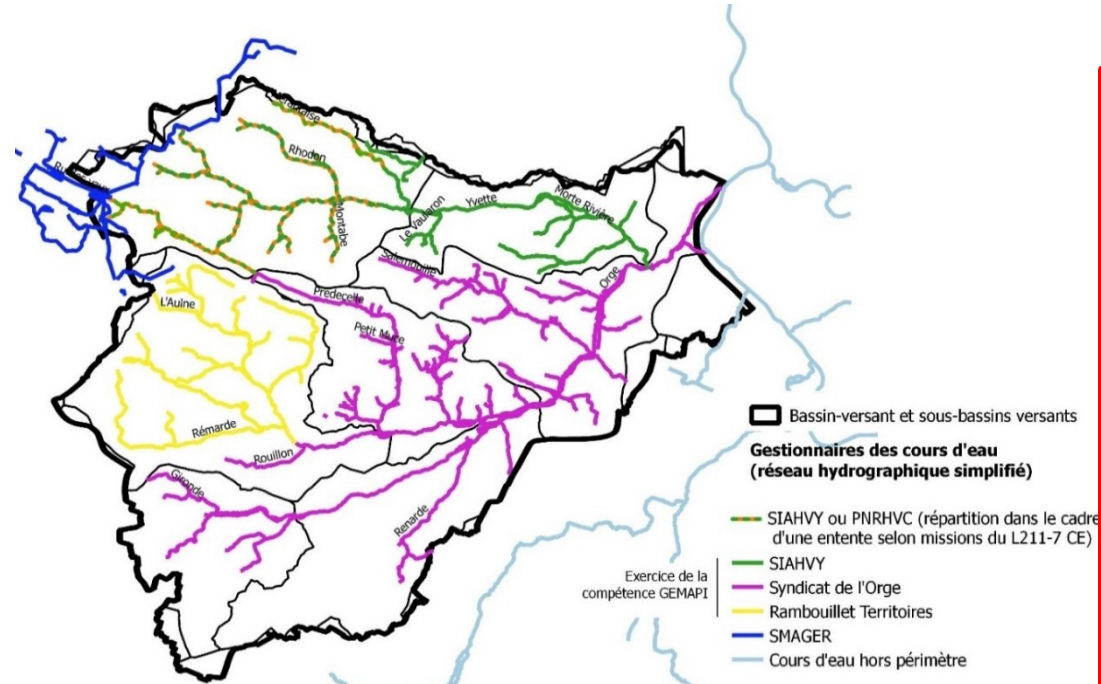 Rhodon
Montabe
Le Vaularon
Yvette
Morte Rivière
Salemouille
Orge
Prédecelle
Petit Muce
L'Aulne
Rémarde
Rouillon
Gironde
Renarde
Bassin-versant et sous-bassins versants
Gestionnaires des cours d'eau
(réseau hydrographique simplifié)
SIAHVY ou PNRHVC (répartition dans le cadre
d'une entente selon missions du L211-7 CE)
Exercice de la
compétence GEMAPI
SIAHVY
Syndicat de l'Orge
Rambouillet Territoires
SMAGER
Cours d'eau hors périmètre